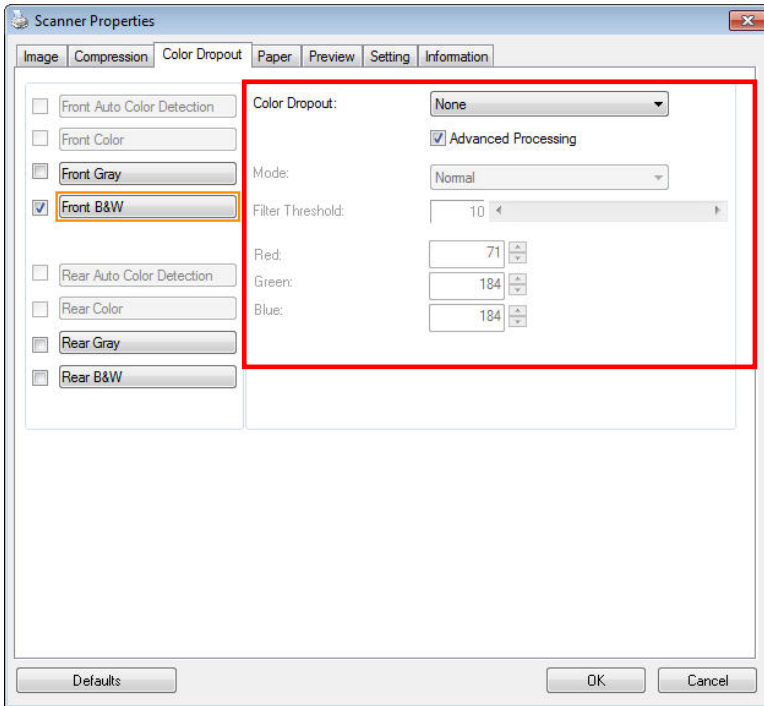 Scanner Properties
Image Compression Color Dropout Paper Preview Setting Information
Front Auto Color Detection
Front Color
Front Gray
Front B&W
Rear Auto Color Detection
Rear Color
Rear Gray
Rear B&W
Color Dropout: None
Advanced Processing
Mode: Normal
Filter Threshold: 10
Red: 71
Green: 184
Blue: 184
Defaults OK Cancel